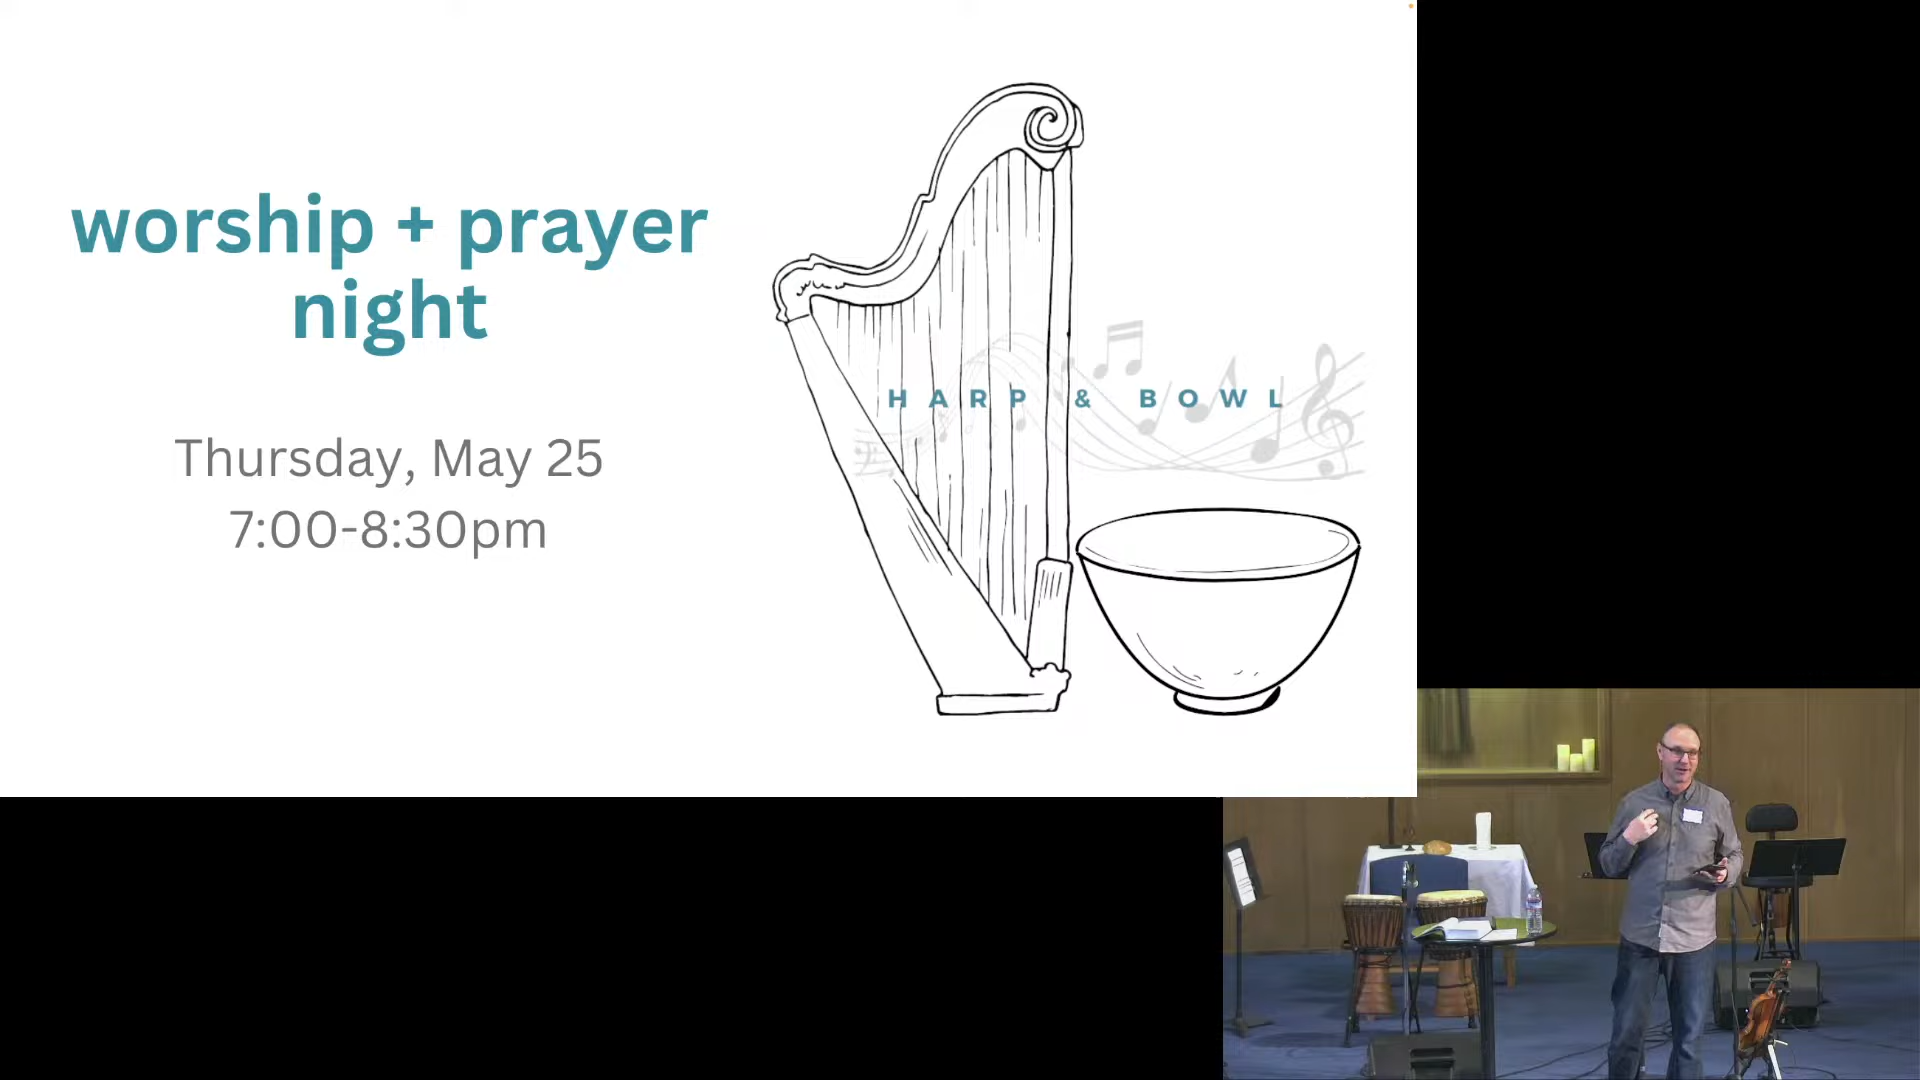 worship + prayer
night
Thursday, May 25
7:00-8:30pm
HARP & BOWL